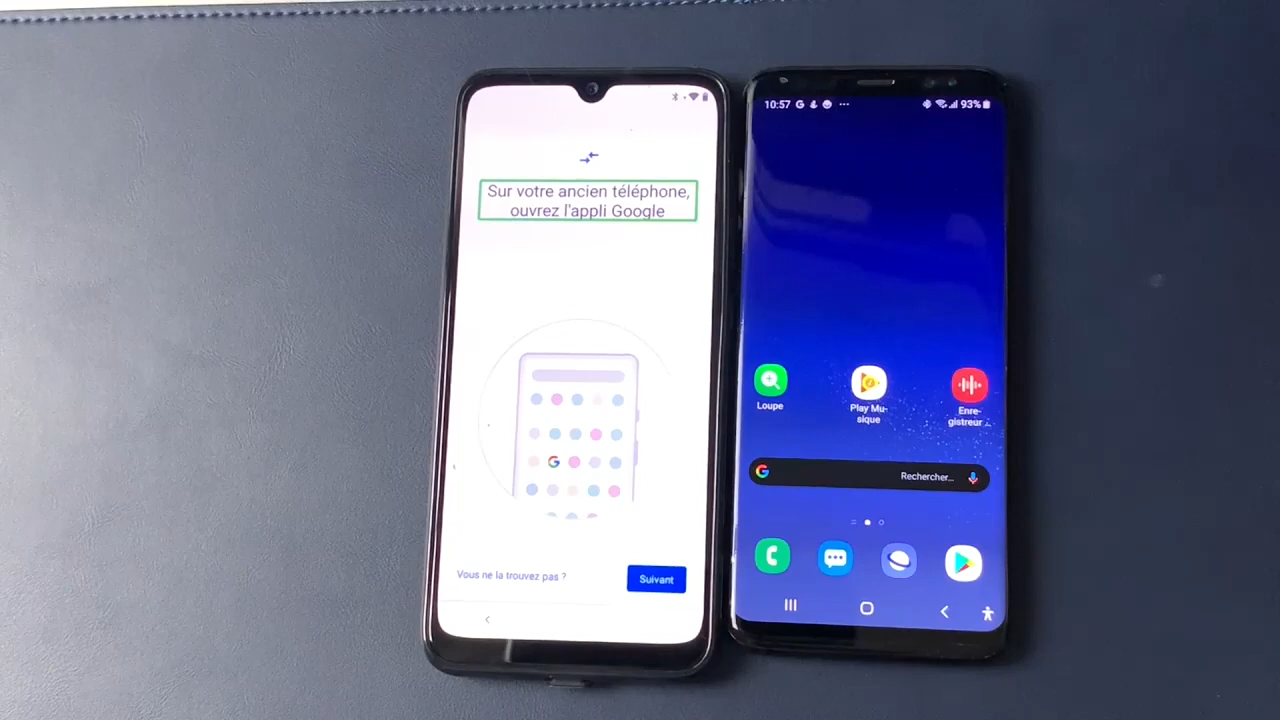 Sur votre ancien téléphone,
ouvrez l'appli Google
G
Vous ne la trouvez pas ?
Suivant
10:57 G
93%
Loupe
Play Mu-
sique
Enre-
gistreur...
G
Rechercher...